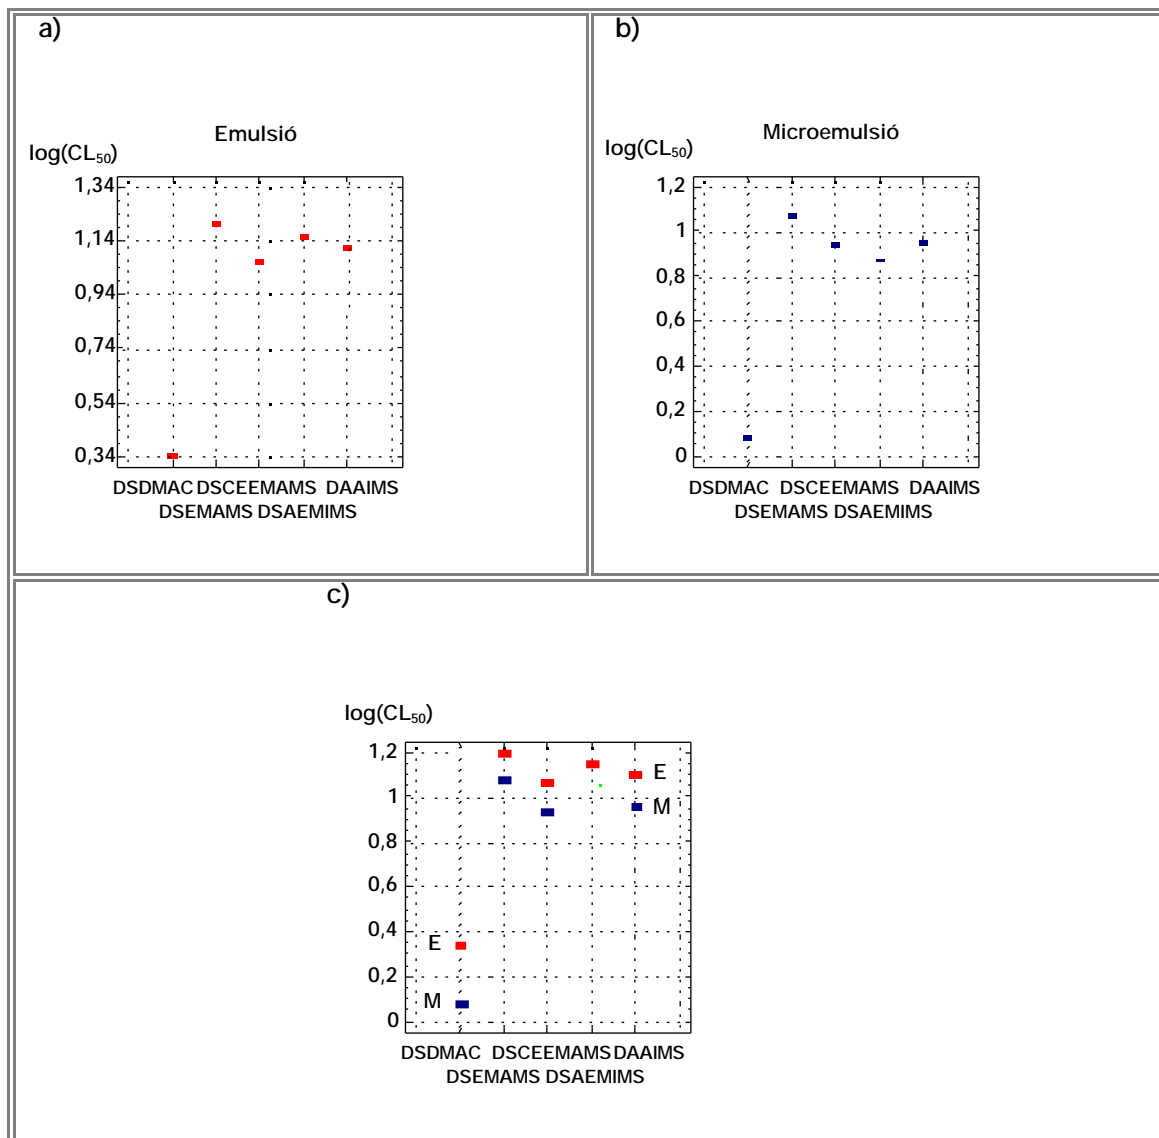 a)
Emulsió
log(CL50)
1,34
1,14
0,94
0,74
0,54
0,34
DSDMAC DSCEEMAMS DAAIMS
DSEMAMS DSAEMIMS
b)
Microemulsió
log(CL50)
1,2
1
0,8
0,6
0,4
0,2
0
DSDMAC DSCEEMAMS DAAIMS
DSEMAMS DSAEMIMS
c)
log(CL50)
1,2
E
1
M
0,8
0,6
0,4
E
0,2
M
0
DSDMAC DSCEEMAMS DAAIMS
DSEMAMS DSAEMIMS